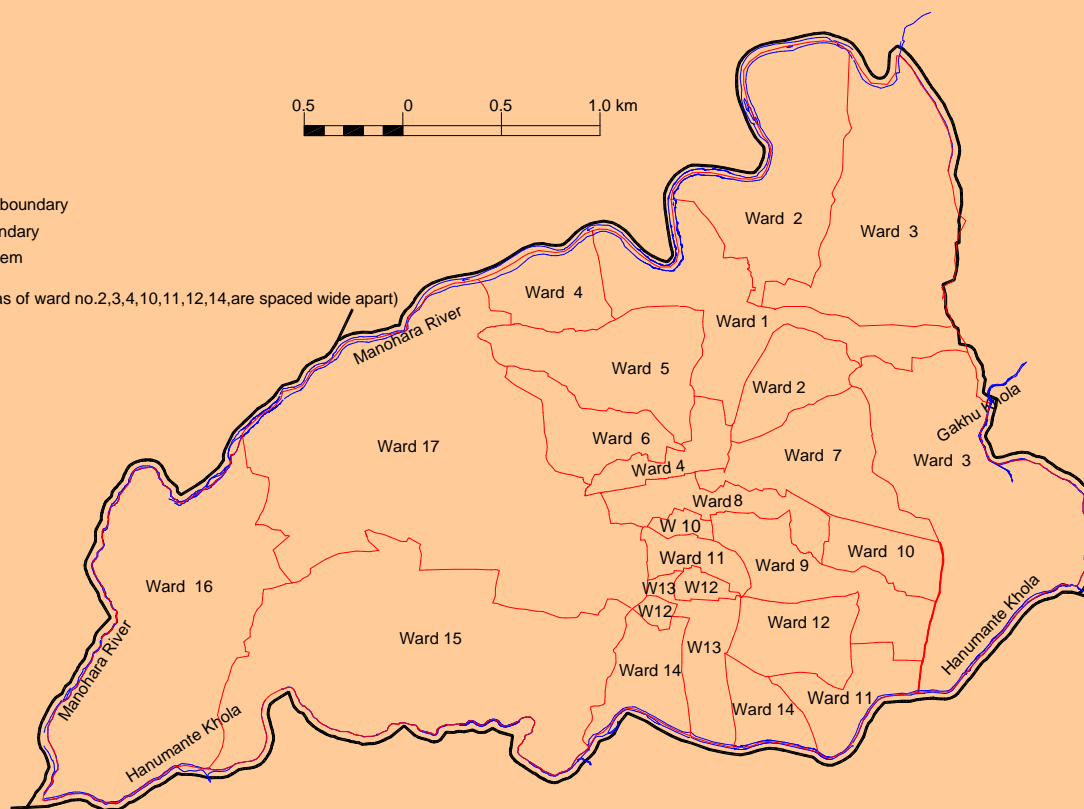 0.5 0 0.5 1.0 km
boundary
ndary
em
as of ward no.2,3,4,10,11,12,14,are spaced wide apart)
Ward 2
Ward 3
Ward 4
Manohara River
Ward 1
Ward 5
Ward 2
Gakhu Khola
Ward 6
Ward 17
Ward 7
Ward 3
Ward 4
Ward8
W 10
Ward 10
Ward 11
Ward 9
Ward 16
W13
W12
W12
Ward 12
Hanumante Khola
Ward 15
W13
Manohara River
Ward 14
Ward 11
Ward 14
Hanumante Khola